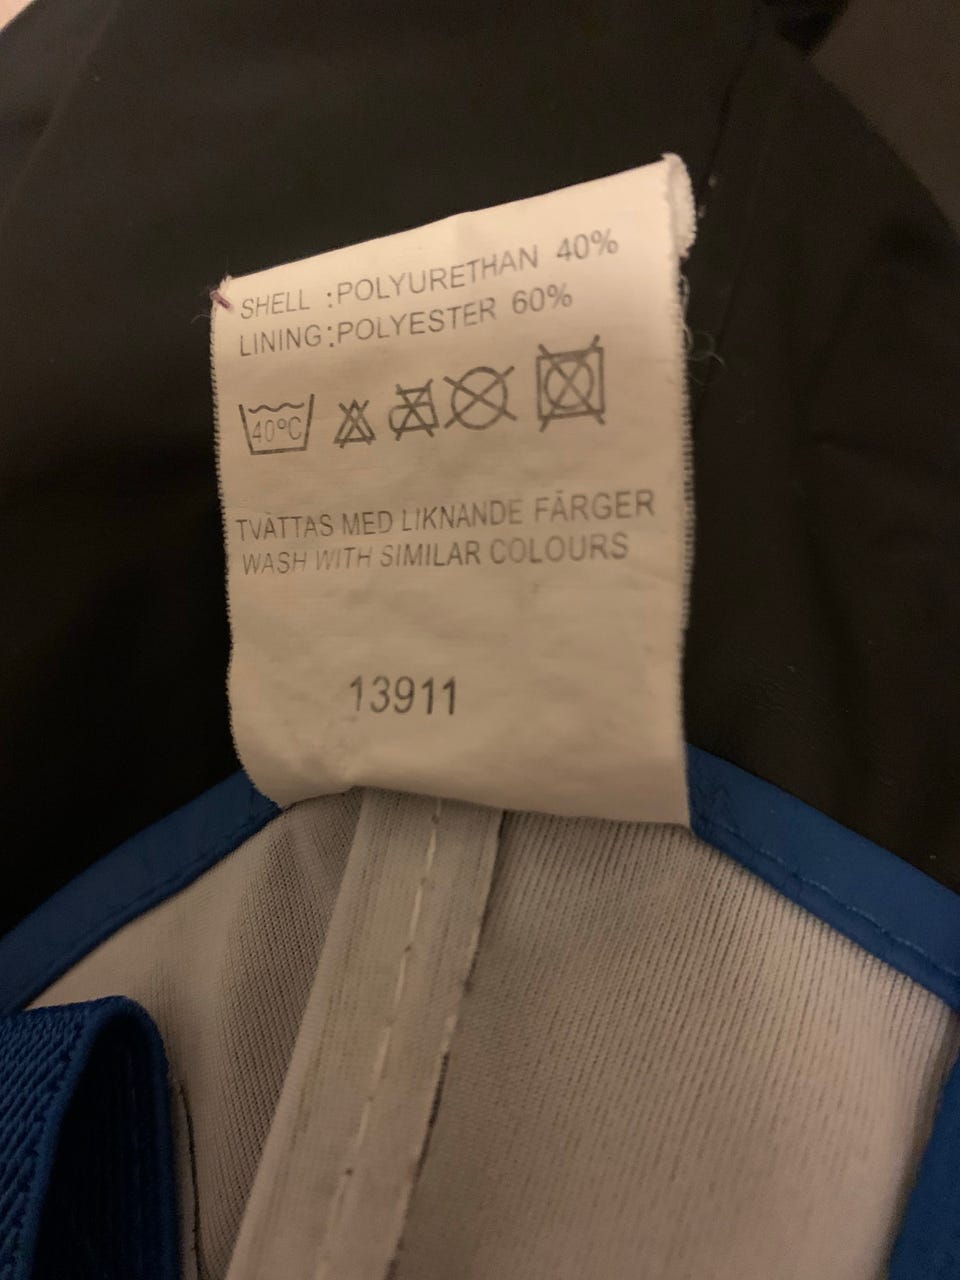 SHELL :POLYURETHAN 40%
LINING:POLYESTER 60%
40°C
TVÄTTAS MED LIKNANDE FÄRGER
WASH WITH SIMILAR COLOURS
13911